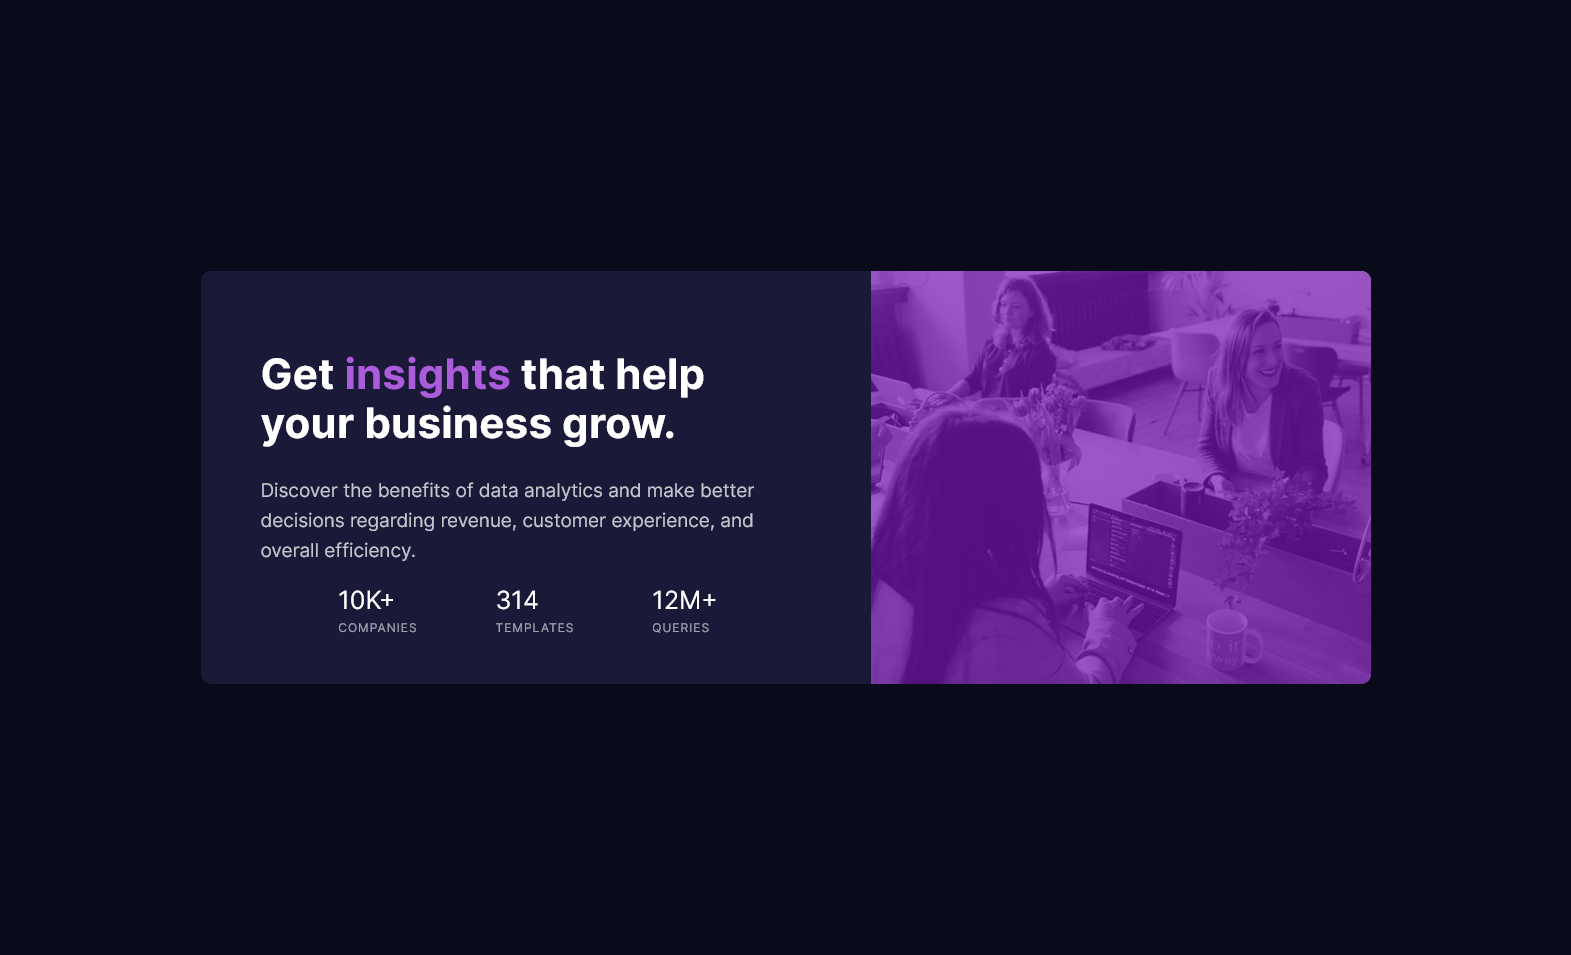 Get insights that help
your business grow.
Discover the benefits of data analytics and make better
decisions regarding revenue, customer experience, and
overall efficiency.
10K+ 314 12M+
COMPANIES TEMPLATES QUERIES